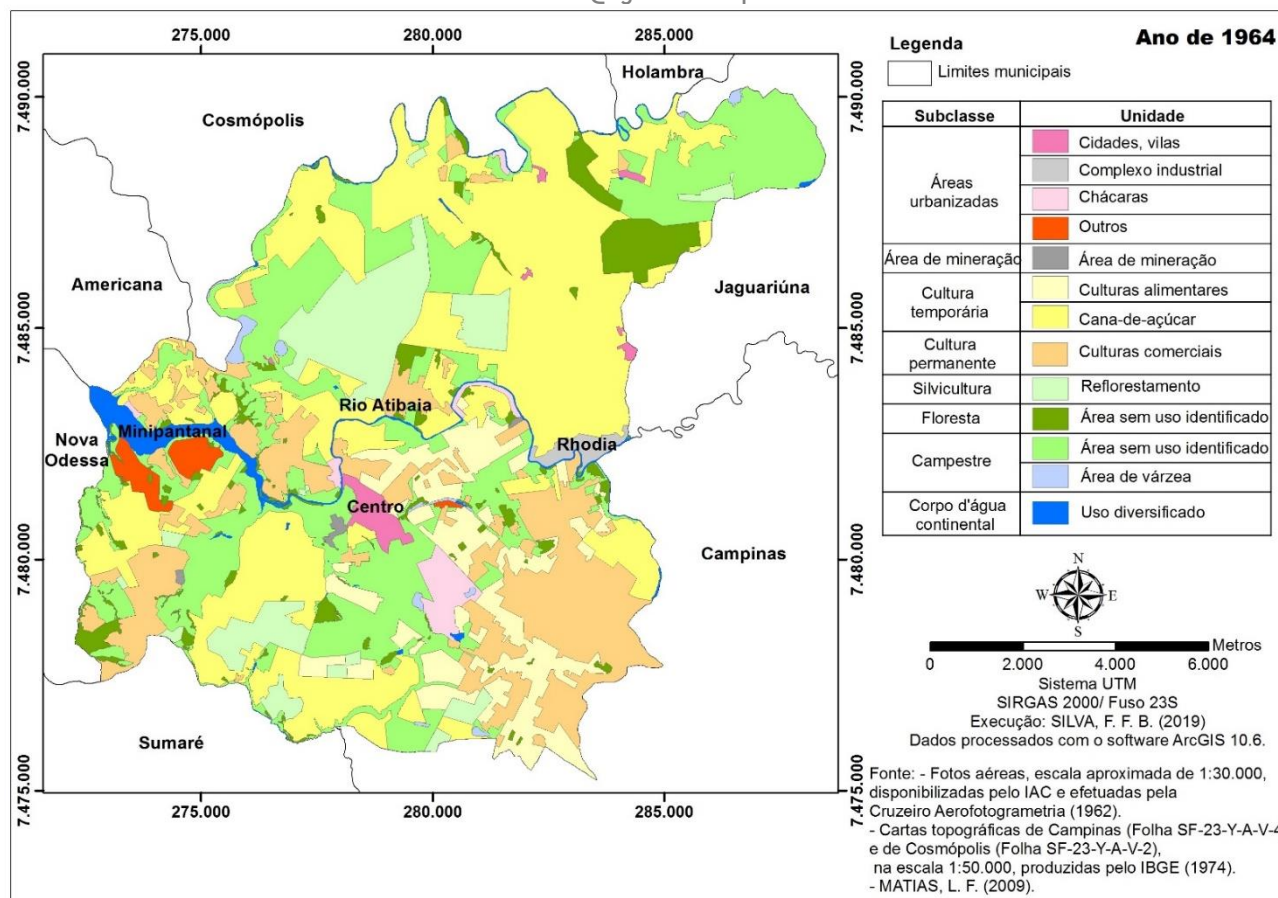 275.000 280.000 285.000
7.490.000
7.485.000
7.480.000
7.475.000
Holambra
Cosmópolis
Americana
Jaguariúna
Rio Atibaia
Minipantanal
Nova
Odessa
Rhodia
Centro
Campinas
Sumaré
7.490.000
7.485.000
7.480.000
7.475.000
275.000 280.000 285.000
Ano de 1964
Legenda
Limites municipais
Subclasse Unidade
Áreas
urbanizadas
Cidades, vilas
Complexo industrial
Chácaras
Outros
Área de mineração Área de mineração
Cultura
temporária
Culturas alimentares
Cana-de-açúcar
Cultura
permanente
Culturas comerciais
Silvicultura Reflorestamento
Floresta Área sem uso identificado
Campestre
Área sem uso identificado
Área de várzea
Corpo d'água
continental
Uso diversificado
N
W E
S
0 2.000 4.000 6.000 Metros
Sistema UTM
SIRGAS 2000/ Fuso 23S
Execução: SILVA, F. F. B. (2019)
Dados processados com o software ArcGIS 10.6.
Fonte: - Fotos aéreas, escala aproximada de 1:30.000,
disponibilizadas pelo IAC e efetuadas pela
Cruzeiro Aerofotogrametria (1962).
- Cartas topográficas de Campinas (Folha SF-23-Y-A-V-4
e de Cosmópolis (Folha SF-23-Y-A-V-2),
na escala 1:50.000, produzidas pelo IBGE (1974).
- MATIAS, L. F. (2009).